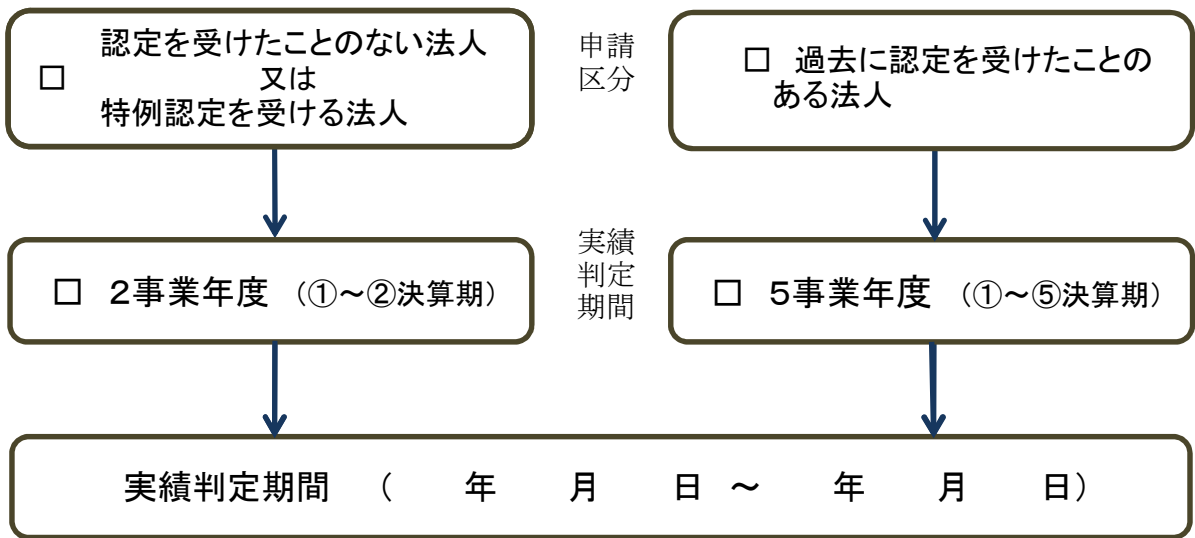 認定を受けたことのない法人
□ 又は
特例認定を受ける法人
申請
区分
□ 過去に認定を受けたことの
ある法人
□ 2事業年度 (①~②決算期)
実績
判定
期間
□ 5事業年度 (①~⑤決算期)
実績判定期間 ( 年 月 日 ~ 年 月 日)